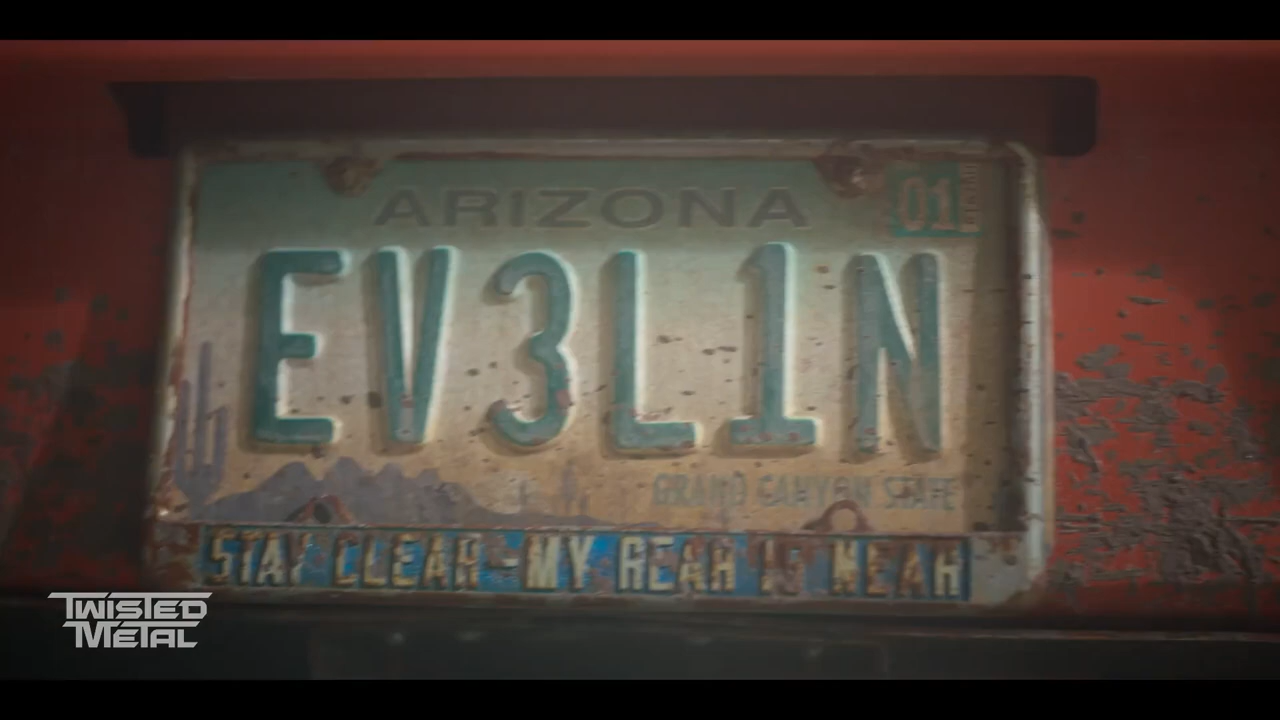 ARIZONA
01
EV3L1N
GRAND CANYON STATE
STAY CLEAR-MY REAR IS NEAR
TWISTED
METAL